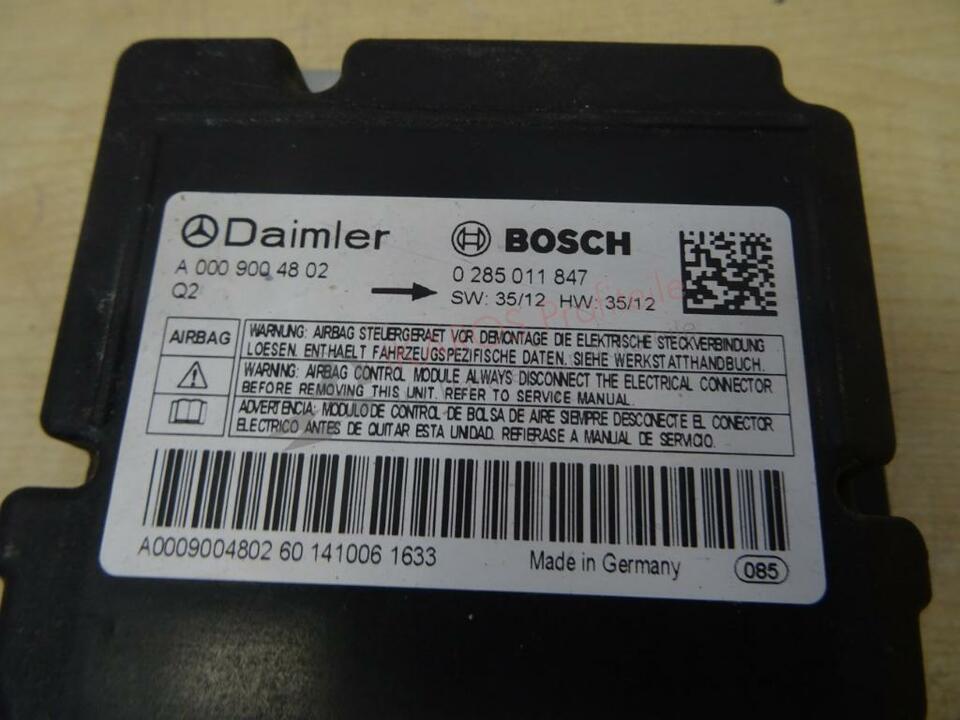 Daimler
BOSCH
A 000 900 48 02
0 285 011 847
Q2
SW: 35/12 HW: 35/12
AIRBAG
WARNUNG: AIRBAG STEUERGERAET VOR DEMONTAGE DIE ELEKTRISCHE STECKVERBINDUNG
LOESEN. ENTHAELT FAHRZEUGSPEZIFISCHE DATEN. SIEHE WERKSTATTHANDBUCH.
WARNING: AIRBAG CONTROL MODULE ALWAYS DISCONNECT THE ELECTRICAL CONNECTOR
BEFORE REMOVING THIS UNIT. REFER TO SERVICE MANUAL.
ADVERTENCIA: MODULO DE CONTROL DE BOLSA DE AIRE SIEMPRE DESCONECTE EL CONECTOR
ELECTRICO ANTES DE QUITAR ESTA UNIDAD. REFIERASE A MANUAL DE SERVICIO.
A0009004802 60 141006 1633
Made in Germany
085